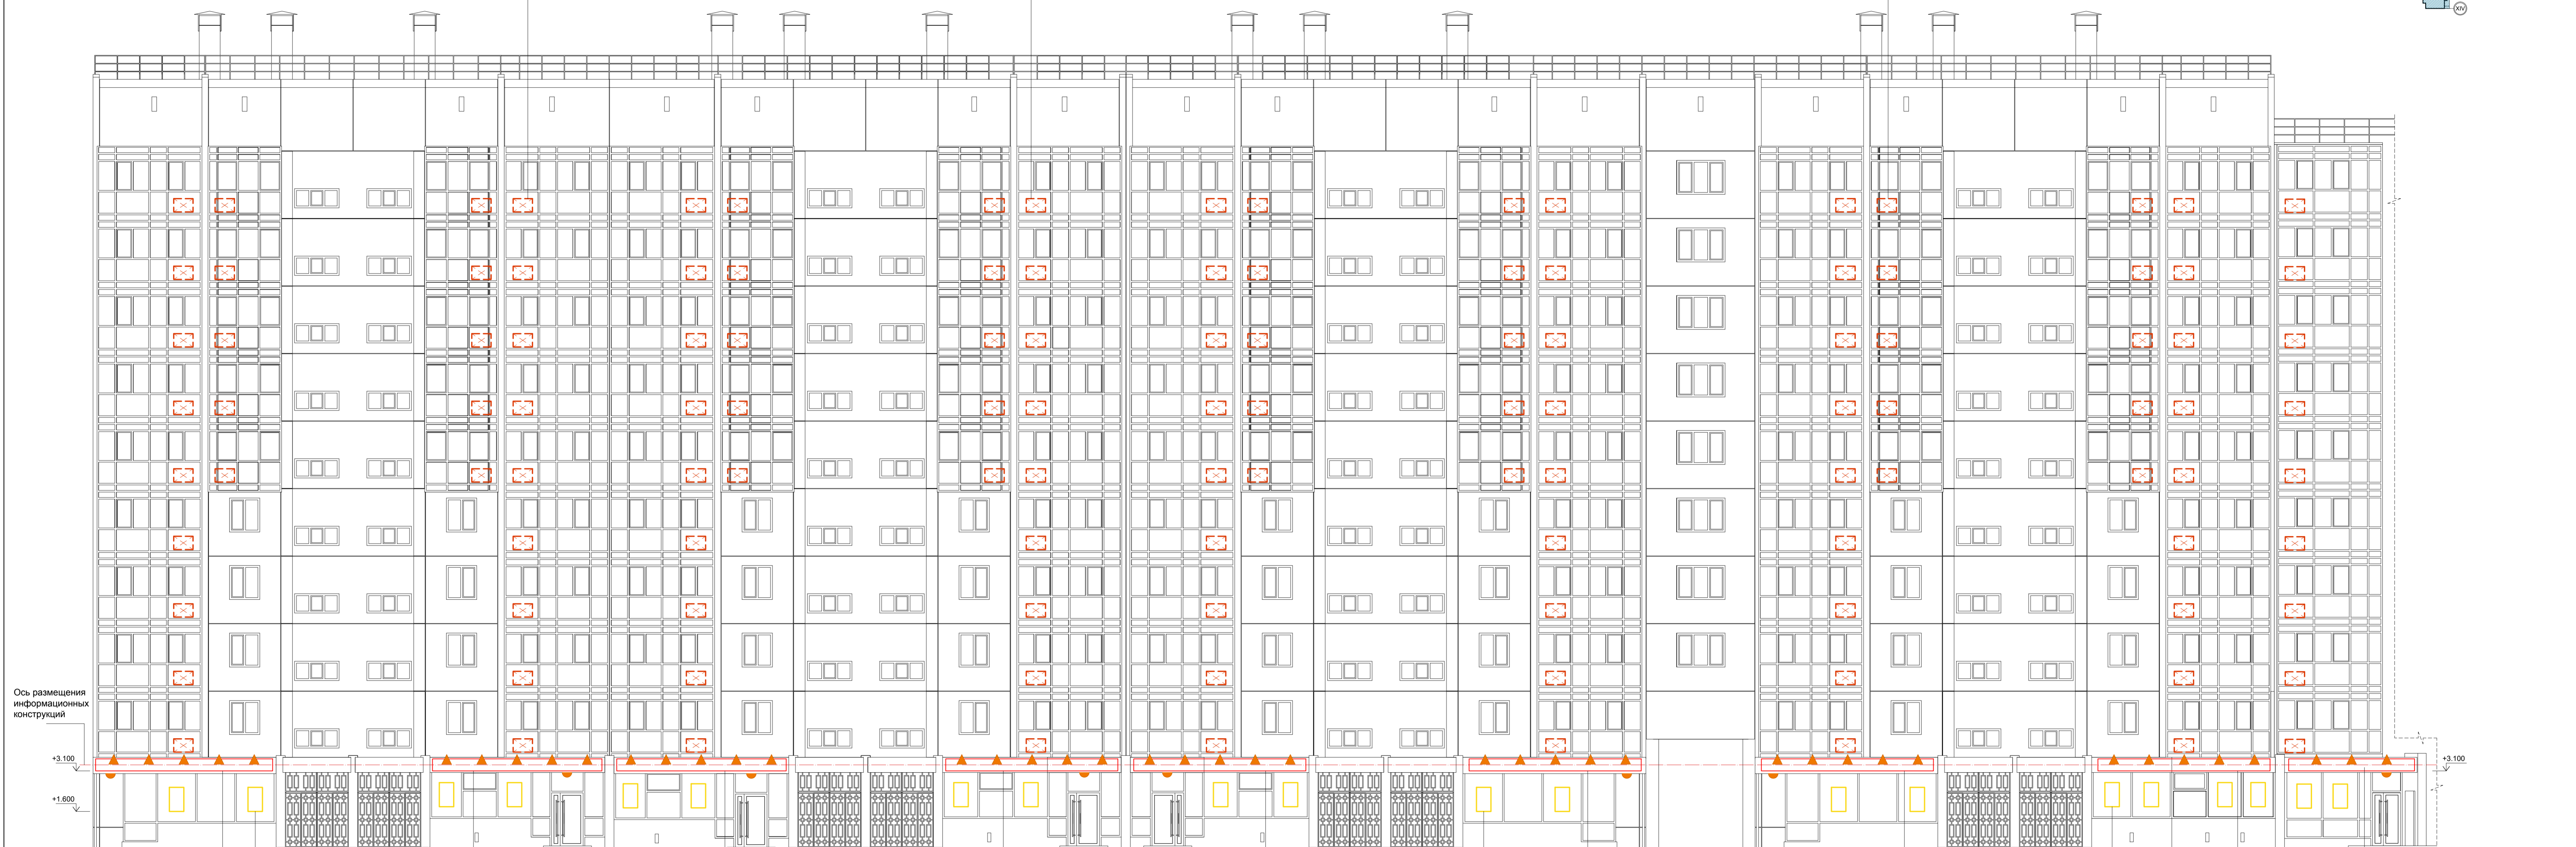 XIV
Ось размещения
информационных
конструкций
+3.100
+3.100
+1.600